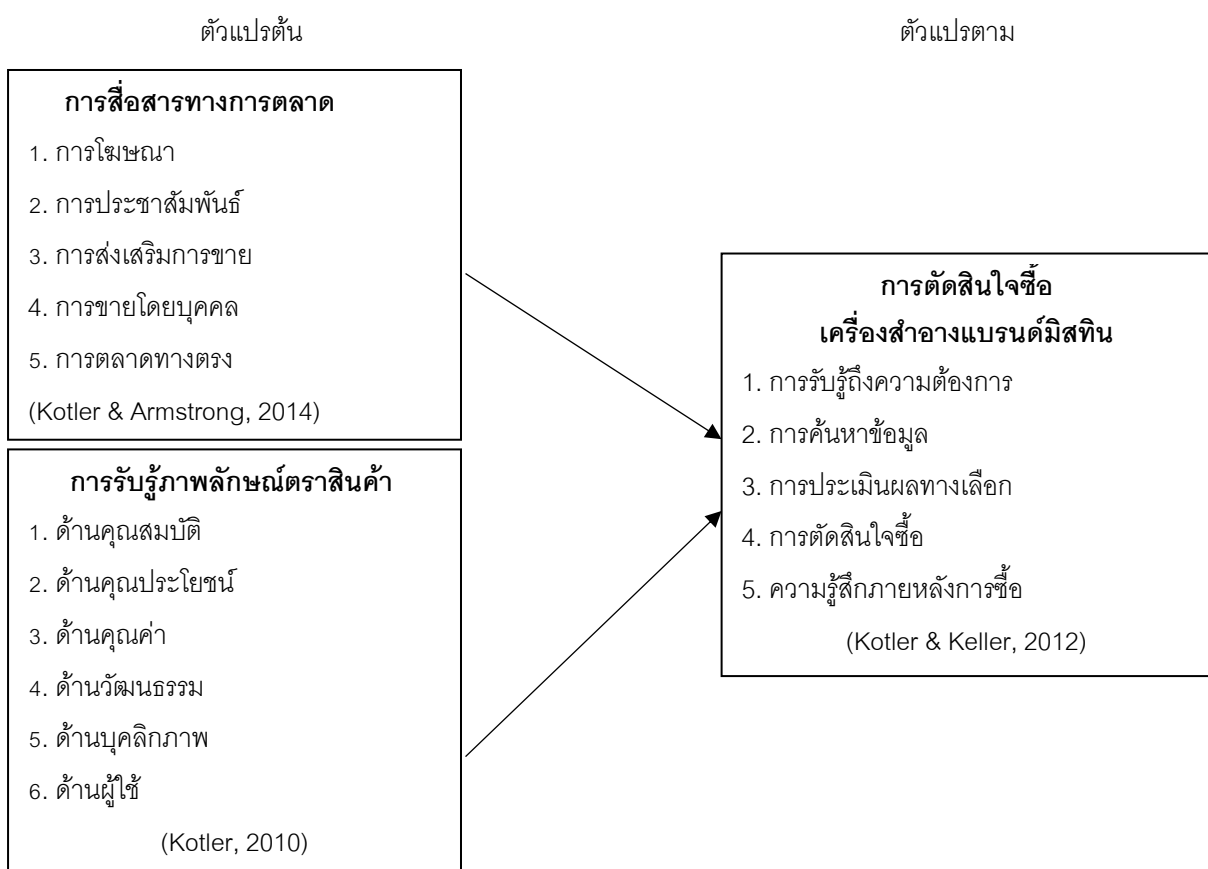 ตัวแปรต้น
ตัวแปรตาม
การสื่อสารทางการตลาด
1. การโฆษณา
2. การประชาสัมพันธ์
3. การส่งเสริมการขาย
4. การขายโดยบุคคล
5. การตลาดทางตรง
(Kotler & Armstrong, 2014)
การรับรู้ภาพลักษณ์ตราสินค้า
1. ด้านคุณสมบัติ
2. ด้านคุณประโยชน์
3. ด้านคุณค่า
4. ด้านวัฒนธรรม
5. ด้านบุคลิกภาพ
6. ด้านผู้ใช้
(Kotler, 2010)
การตัดสินใจซื้อ
เครื่องสำอางแบรนด์มิสทิน
1. การรับรู้ถึงความต้องการ
2. การค้นหาข้อมูล
3. การประเมินผลทางเลือก
4. การตัดสินใจซื้อ
5. ความรู้สึกภายหลังการซื้อ
(Kotler & Keller, 2012)